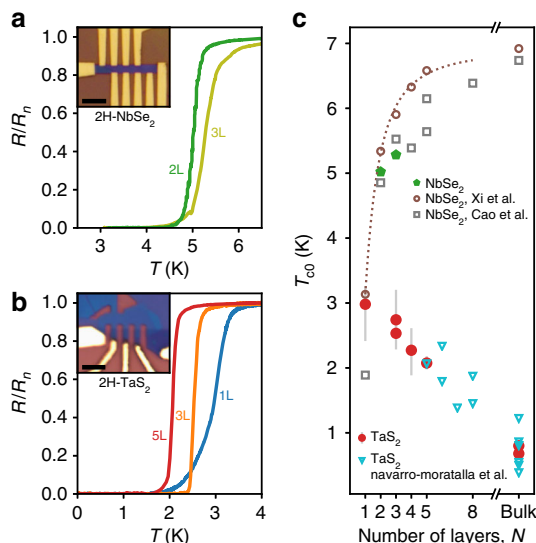 a
R/Rn
1.0
0.8
0.6
0.4
0.2
0.0
2H-NbSe2
2L
3L
3 4 5 6
T (K)
b
R/Rn
1.0
0.8
0.6
0.4
0.2
0.0
2H-TaS2
5L
3L
1L
0 1 2 3 4
T (K)
c
Tc0 (K)
7
6
5
4
3
2
1
NbSe2
NbSe2, Xi et al.
NbSe2, Cao et al.
TaS2
TaS2
navarro-moratalla et al.
1 2 3 4 5 8 Bulk
Number of layers, N